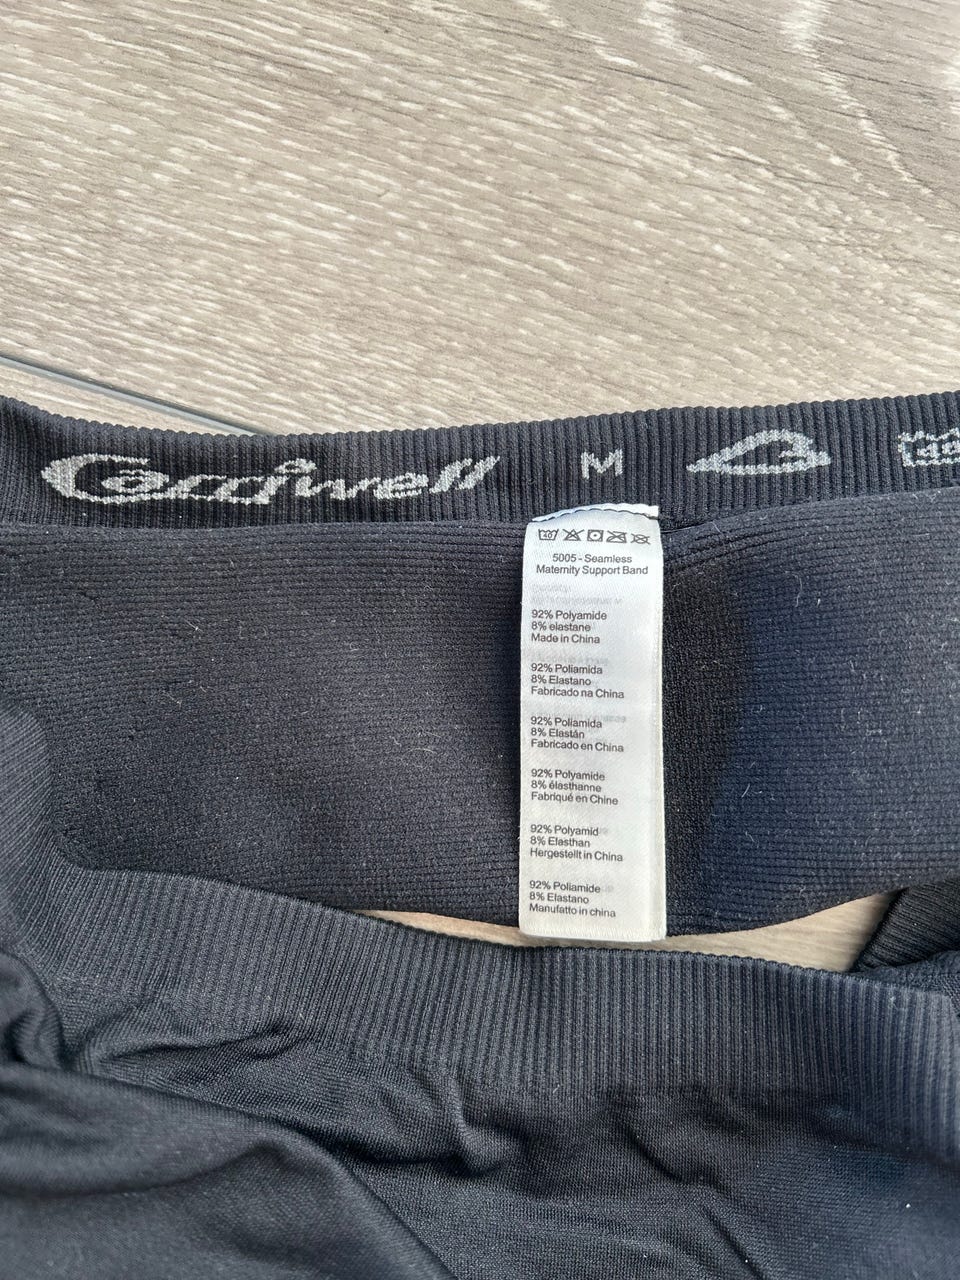 Carriwell M
40
5005 - Seamless
Maternity Support Band
92% Polyamide
8% elastane
Made in China
92% Poliamida
8% Elastano
Fabricado na China
92% Poliamida
8% Elastán
Fabricado en China
92% Polyamide
8% élasthanne
Fabriqué en Chine
92% Polyamid
8% Elasthan
Hergestellt in China
92% Poliamide
8% Elastano
Manufatto in china